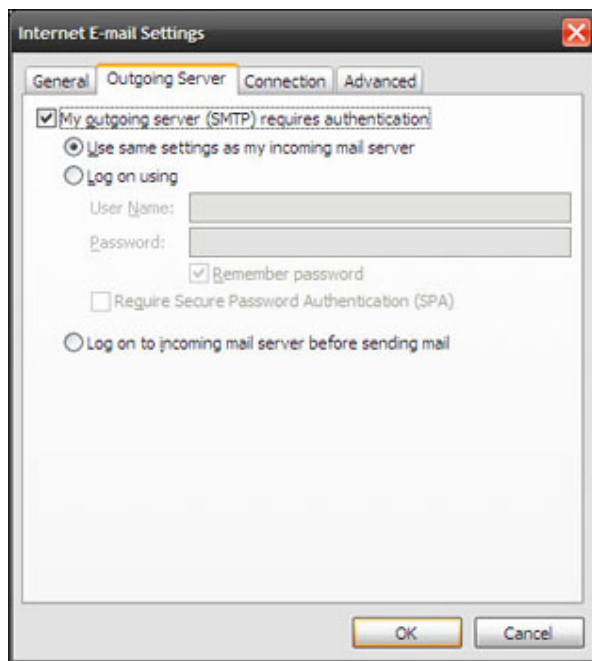 Internet E-mail Settings
General Outgoing Server Connection Advanced
My outgoing server (SMTP) requires authentication
Use same settings as my incoming mail server
Log on using
User Name:
Password:
Remember password
Require Secure Password Authentication (SPA)
Log on to incoming mail server before sending mail
OK Cancel